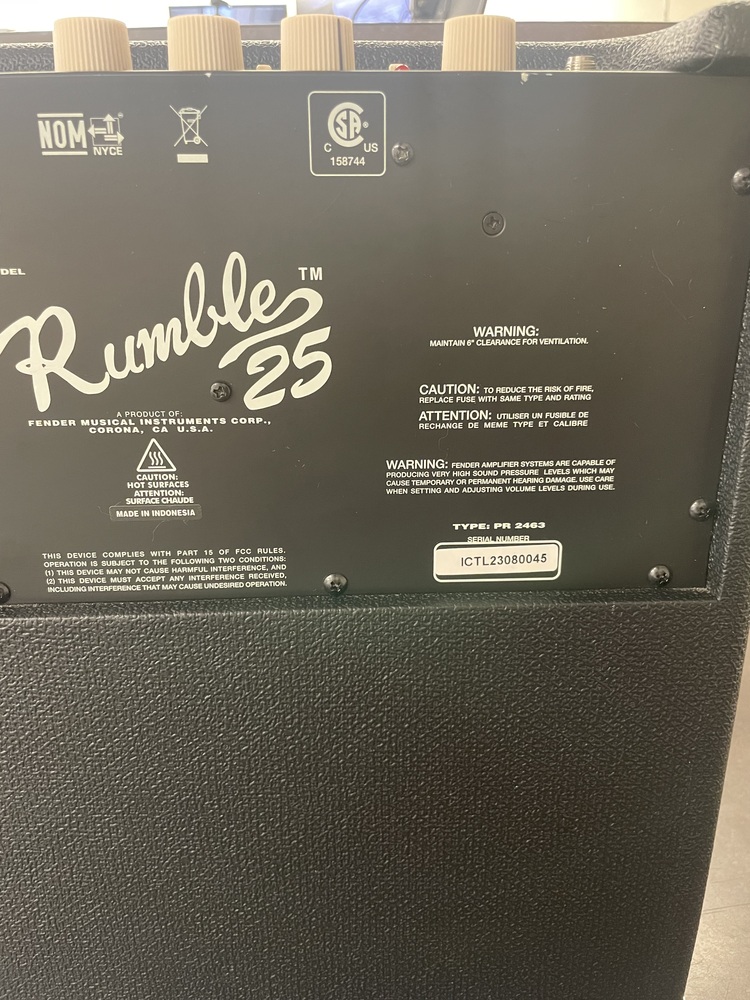 NOM
NYCE
CSA®
C US
158744
DEL
Rumble™
25
A PRODUCT OF:
FENDER MUSICAL INSTRUMENTS CORP.,
CORONA, CA U.S.A.
CAUTION:
HOT SURFACES
ATTENTION:
SURFACE CHAUDE
MADE IN INDONESIA
THIS DEVICE COMPLIES WITH PART 15 OF FCC RULES.
OPERATION IS SUBJECT TO THE FOLLOWING TWO CONDITIONS:
(1) THIS DEVICE MAY NOT CAUSE HARMFUL INTERFERENCE, AND
(2) THIS DEVICE MUST ACCEPT ANY INTERFERENCE RECEIVED,
INCLUDING INTERFERENCE THAT MAY CAUSE UNDESIRED OPERATION.
WARNING:
MAINTAIN 6" CLEARANCE FOR VENTILATION.
CAUTION: TO REDUCE THE RISK OF FIRE,
REPLACE FUSE WITH SAME TYPE AND RATING
ATTENTION: UTILISER UN FUSIBLE DE
RECHANGE DE MEME TYPE ET CALIBRE
WARNING: FENDER AMPLIFIER SYSTEMS ARE CAPABLE OF
PRODUCING VERY HIGH SOUND PRESSURE LEVELS WHICH MAY
CAUSE TEMPORARY OR PERMANENT HEARING DAMAGE. USE CARE
WHEN SETTING AND ADJUSTING VOLUME LEVELS DURING USE.
TYPE: PR 2463
SERIAL NUMBER
ICTL23080045